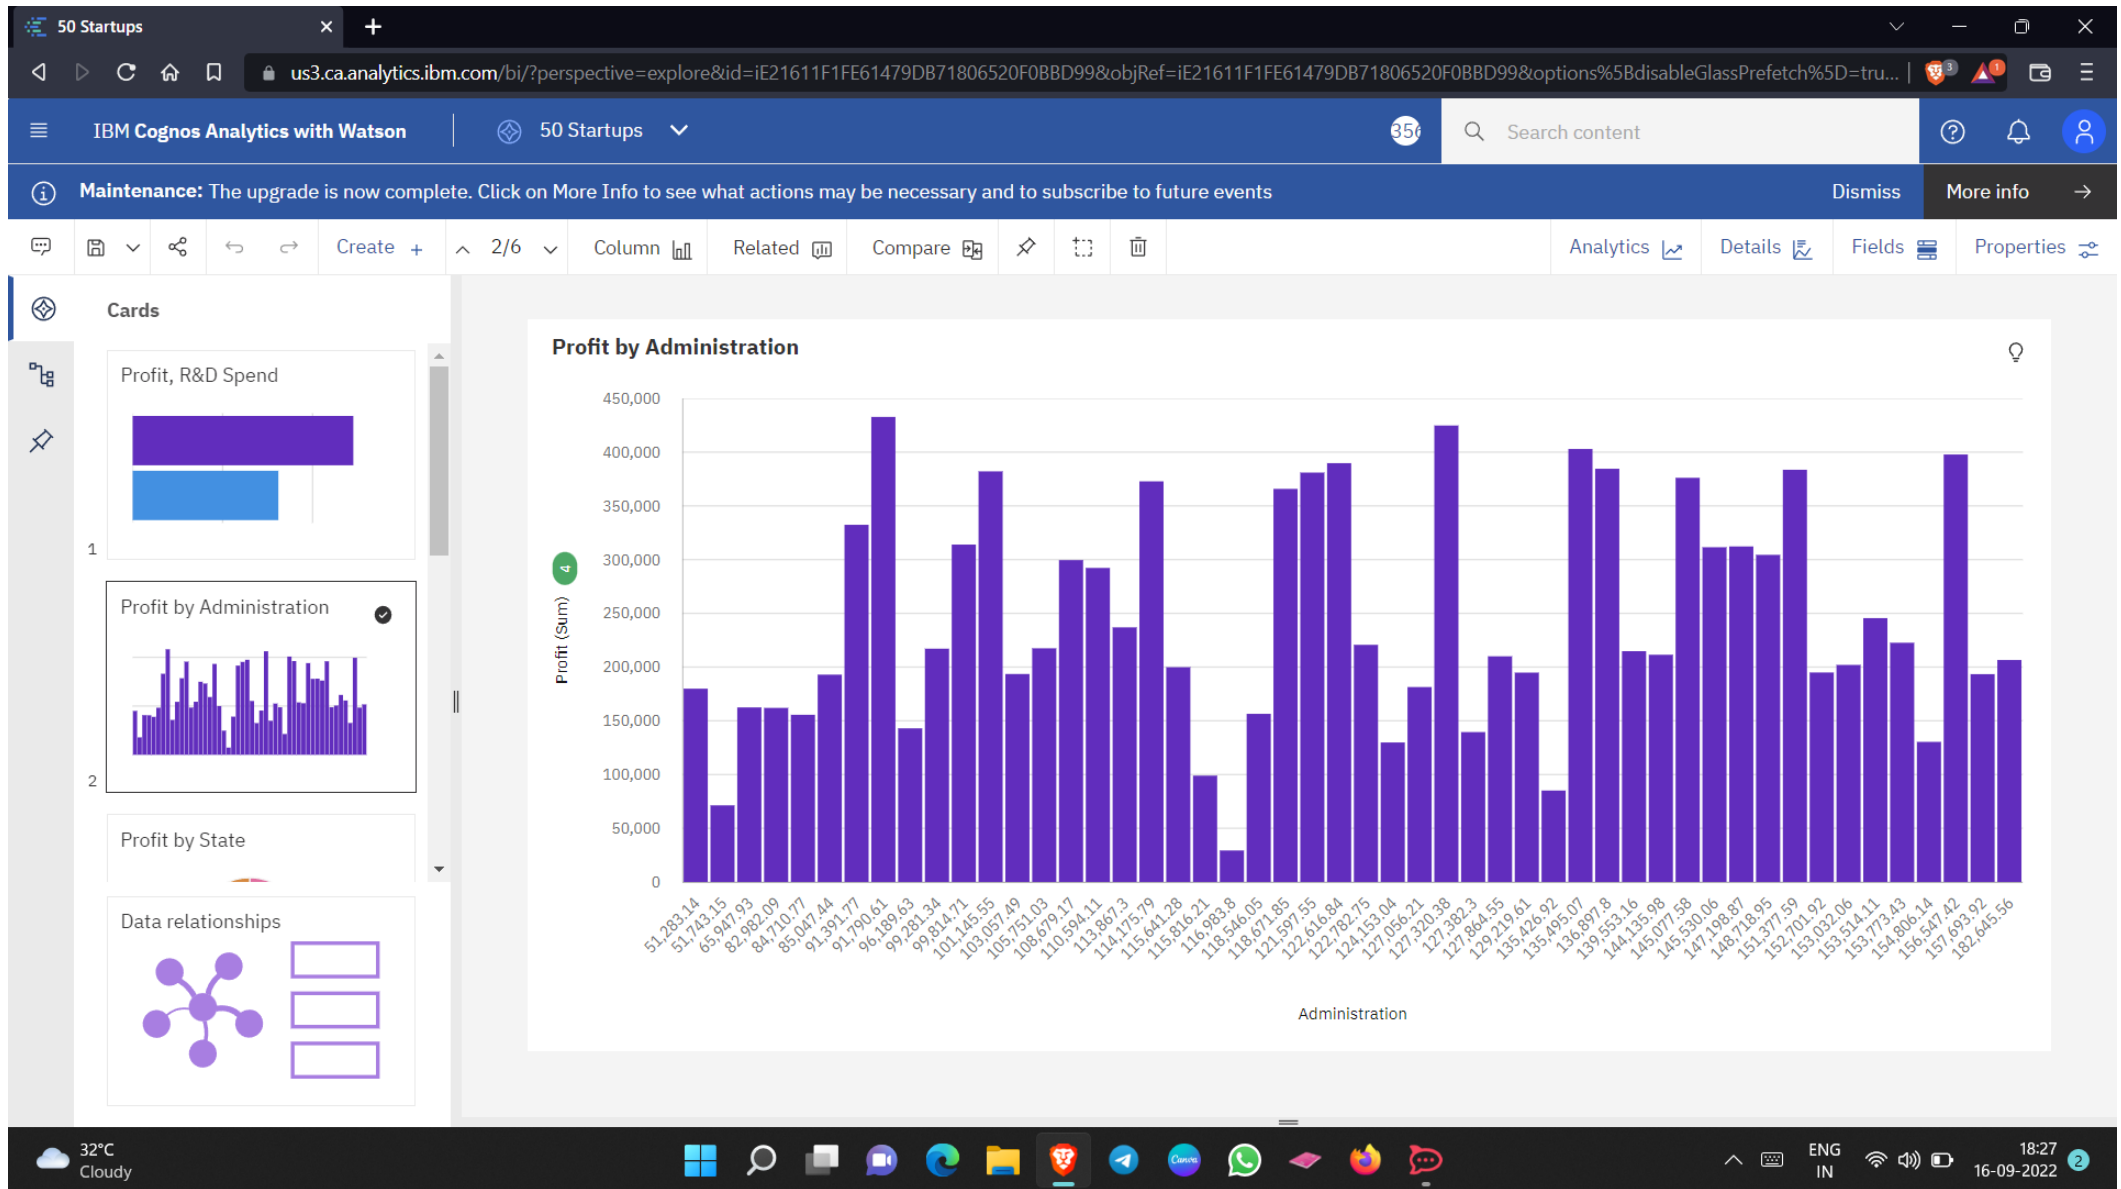 50 Startups
us3.ca.analytics.ibm.com/bi/?perspective=explore&id=iE21611F1FE61479DB71806520F0BBD99&objRef=iE21611F1FE61479DB71806520F0BBD99&options%5BdisableGlassPrefetch%5D=tru...
3
1
IBM Cognos Analytics with Watson
50 Startups
Search content
Maintenance: The upgrade is now complete. Click on More Info to see what actions may be necessary and to subscribe to future events
Dismiss
More info
Create
2/6
Column
Related
Compare
Analytics
Details
Fields
Properties
Cards
Profit, R&D Spend
1
Profit by Administration
2
Profit by State
Data relationships
Profit by Administration
450,000
400,000
350,000
300,000
250,000
200,000
150,000
100,000
50,000
0
Profit (Sum)
4
51,283.14
51,743.15
65,947.93
82,982.09
84,710.77
85,047.44
91,391.77
91,790.61
96,189.63
99,281.34
99,814.71
101,145.55
103,057.49
105,751.03
108,679.17
110,594.11
113,867.3
114,175.79
115,641.28
115,816.21
116,983.8
118,546.05
118,671.85
121,597.55
122,616.84
122,782.75
124,153.04
127,056.21
127,320.38
127,382.3
127,864.55
129,219.61
135,426.92
135,495.07
136,897.8
139,553.16
144,135.98
145,077.58
145,530.06
147,198.87
148,718.95
151,377.59
152,701.92
153,032.06
153,514.11
153,773.43
154,806.14
156,547.42
157,693.92
182,645.56
Administration
32°C
Cloudy
Canva
ENG
IN
18:27
16-09-2022
2